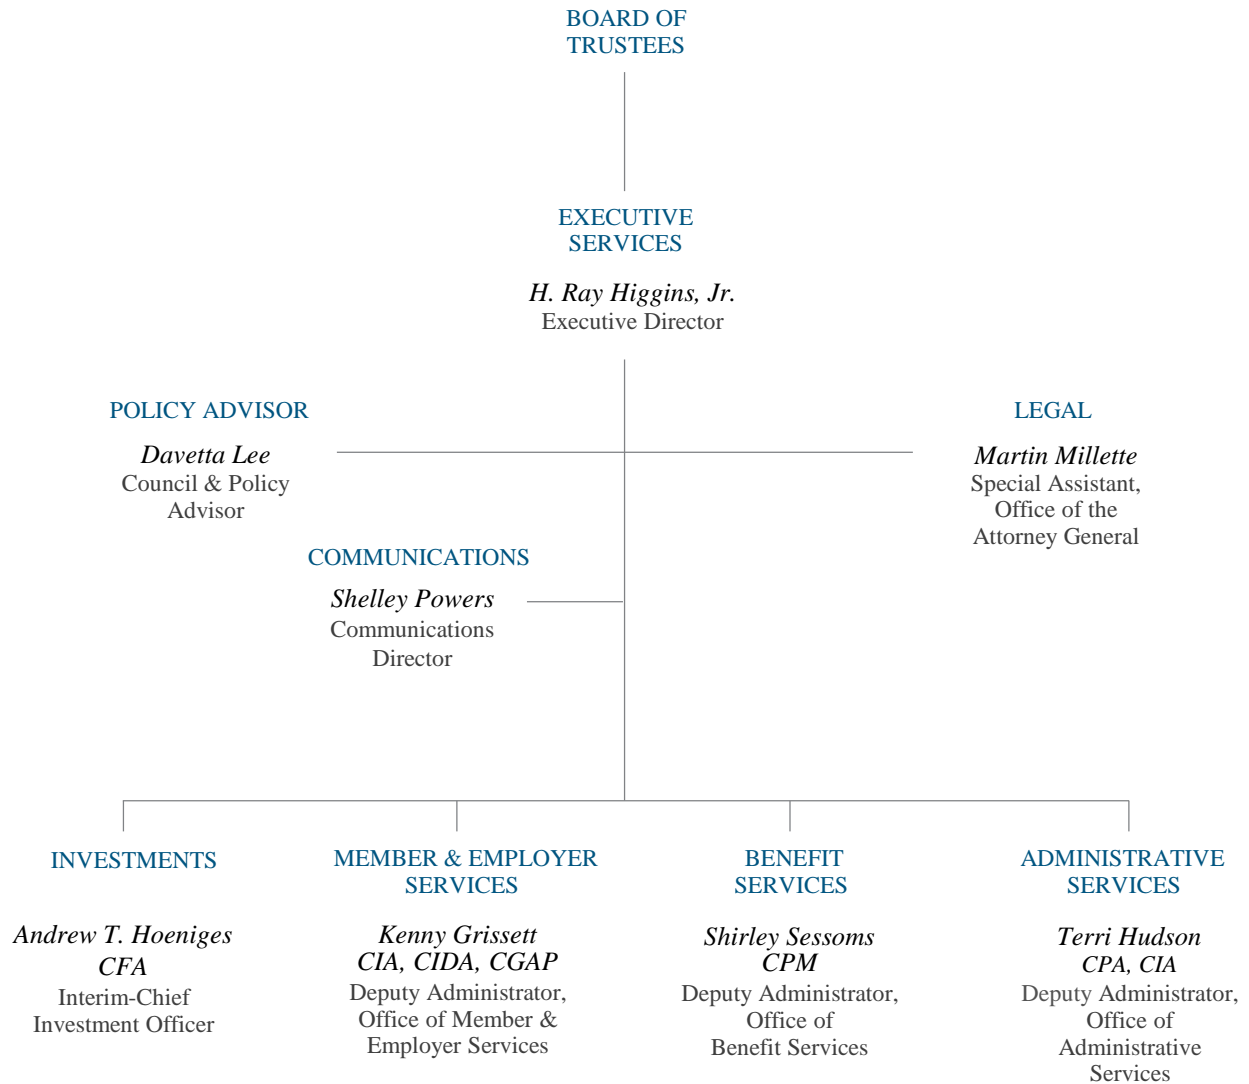 BOARD OF
TRUSTEES
EXECUTIVE
SERVICES
H. Ray Higgins, Jr.
Executive Director
POLICY ADVISOR
Davetta Lee
Council & Policy
Advisor
LEGAL
Martin Millette
Special Assistant,
Office of the
Attorney General
COMMUNICATIONS
Shelley Powers
Communications
Director
INVESTMENTS
Andrew T. Hoeniges
CFA
Interim-Chief
Investment Officer
MEMBER & EMPLOYER
SERVICES
Kenny Grissett
CIA, CIDA, CGAP
Deputy Administrator,
Office of Member &
Employer Services
BENEFIT
SERVICES
Shirley Sessoms
CPM
Deputy Administrator,
Office of
Benefit Services
ADMINISTRATIVE
SERVICES
Terri Hudson
CPA, CIA
Deputy Administrator,
Office of
Administrative
Services